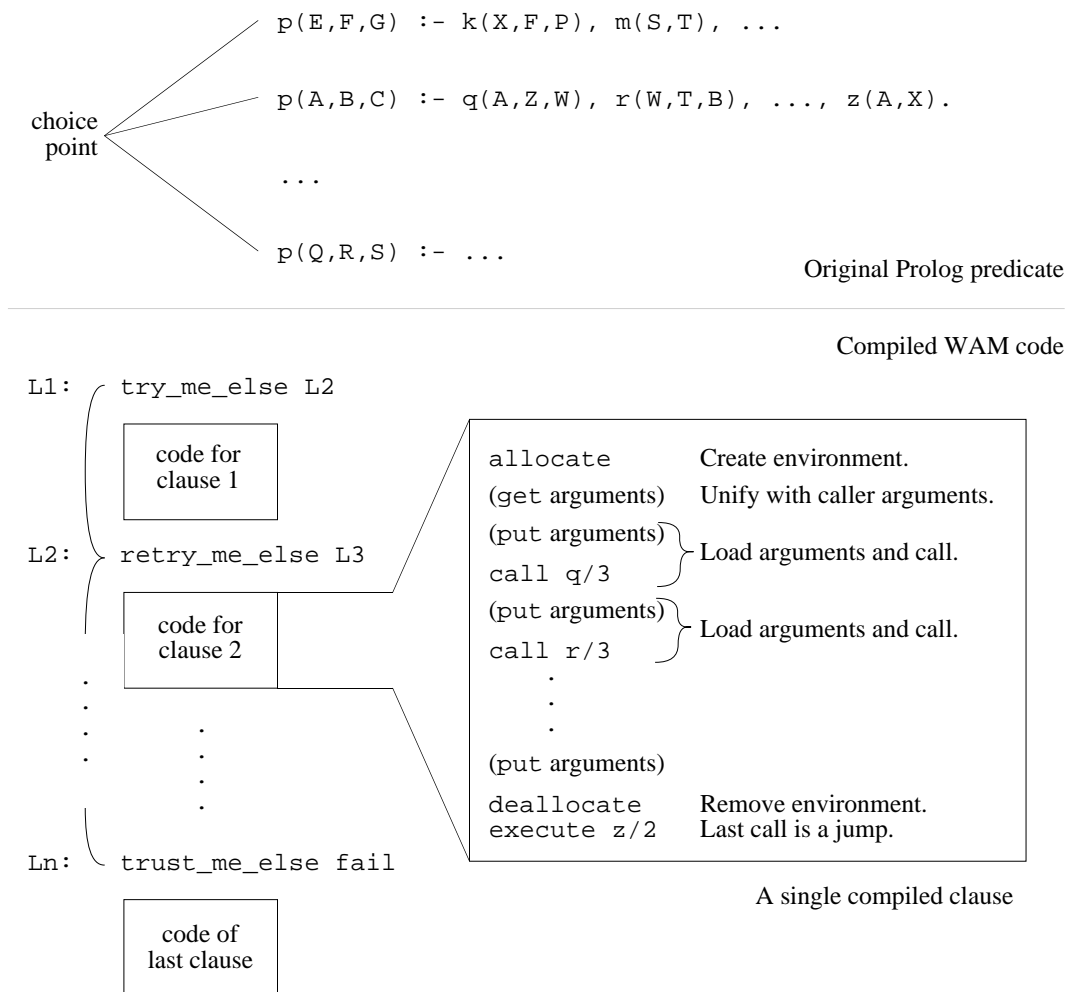 p(E,F,G) :- k(X,F,P), m(S,T), ...
p(A,B,C) :- q(A,Z,W), r(W,T,B), ..., z(A,X).
choice
point
...
p(Q,R,S) :- ...
Original Prolog predicate
Compiled WAM code
L1: try_me_else L2
code for
clause 1
L2: retry_me_else L3
code for
clause 2
.
.
.
.
.
.
.
.
Ln: trust_me_else fail
code of
last clause
allocate Create environment.
(get arguments) Unify with caller arguments.
(put arguments)
Load arguments and call.
call q/3
(put arguments)
Load arguments and call.
call r/3
.
.
.
(put arguments)
deallocate Remove environment.
execute z/2 Last call is a jump.
A single compiled clause